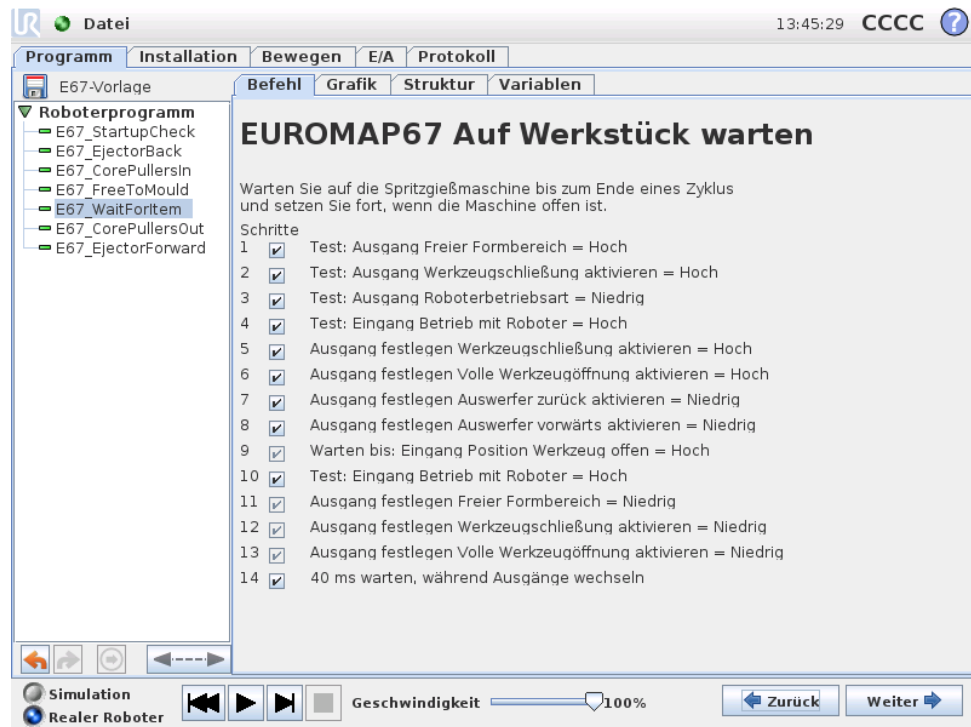 UR Datei 13:45:29 CCCC ?
Programm Installation Bewegen E/A Protokoll
E67-Vorlage
Befehl Grafik Struktur Variablen
Roboterprogramm
E67_StartupCheck
E67_EjectorBack
E67_CorePullersIn
E67_FreeToMould
E67_WaitForItem
E67_CorePullersOut
E67_EjectorForward
EUROMAP67 Auf Werkstück warten
Warten Sie auf die Spritzgießmaschine bis zum Ende eines Zyklus
und setzen Sie fort, wenn die Maschine offen ist.
Schritte
1 Test: Ausgang Freier Formbereich = Hoch
2 Test: Ausgang Werkzeugschließung aktivieren = Hoch
3 Test: Ausgang Roboterbetriebsart = Niedrig
4 Test: Eingang Betrieb mit Roboter = Hoch
5 Ausgang festlegen Werkzeugschließung aktivieren = Hoch
6 Ausgang festlegen Volle Werkzeugöffnung aktivieren = Hoch
7 Ausgang festlegen Auswerfer zurück aktivieren = Niedrig
8 Ausgang festlegen Auswerfer vorwärts aktivieren = Niedrig
9 Warten bis: Eingang Position Werkzeug offen = Hoch
10 Test: Eingang Betrieb mit Roboter = Hoch
11 Ausgang festlegen Freier Formbereich = Niedrig
12 Ausgang festlegen Werkzeugschließung aktivieren = Niedrig
13 Ausgang festlegen Volle Werkzeugöffnung aktivieren = Niedrig
14 40 ms warten, während Ausgänge wechseln
Simulation
Realer Roboter
Geschwindigkeit 100%
Zurück Weiter